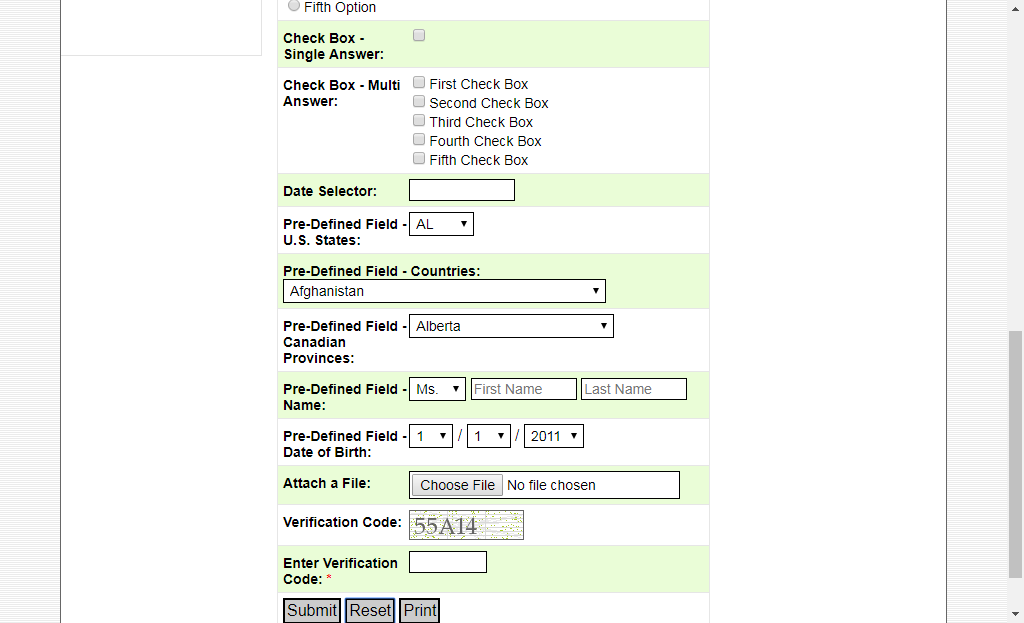 Fifth Option
Check Box -
Single Answer:
Check Box - Multi
Answer:
First Check Box
Second Check Box
Third Check Box
Fourth Check Box
Fifth Check Box
Date Selector:
Pre-Defined Field -
U.S. States:
AL
Pre-Defined Field - Countries:
Afghanistan
Pre-Defined Field -
Canadian
Provinces:
Alberta
Pre-Defined Field -
Name:
Ms. First Name Last Name
Pre-Defined Field -
Date of Birth:
1 / 1 / 2011
Attach a File:
Choose File No file chosen
Verification Code:
55A14
Enter Verification
Code: *
Submit Reset Print